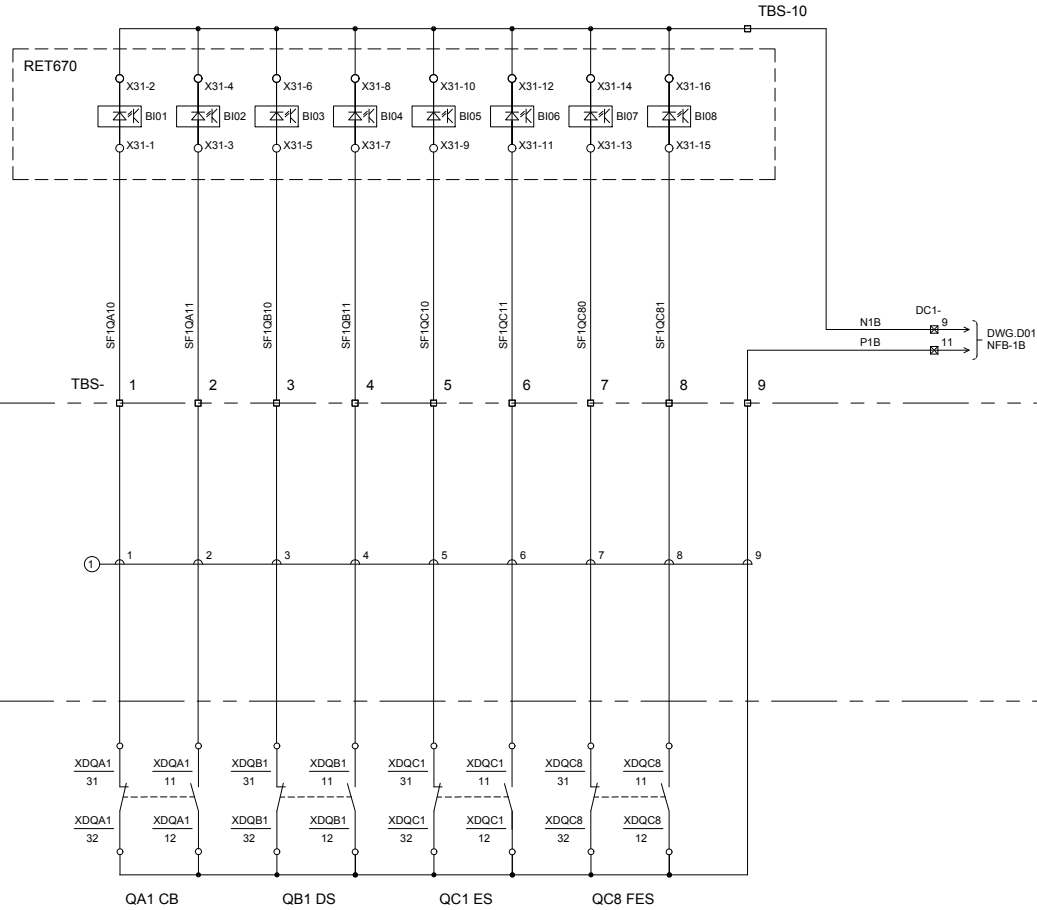 TBS-10
RET670
X31-2 X31-4 X31-6 X31-8 X31-10 X31-12 X31-14 X31-16
BI01 BI02 BI03 BI04 BI05 BI06 BI07 BI08
X31-1 X31-3 X31-5 X31-7 X31-9 X31-11 X31-13 X31-15
SF1QA10 SF1QA11 SF1QB10 SF1QB11 SF1QC10 SF1QC11 SF1QC80 SF1QC81
DC1-
N1B 9
P1B 11
DWG.D01
NFB-1B
TBS- 1 2 3 4 5 6 7 8 9
1 1 2 3 4 5 6 7 8 9
XDQA1 XDQA1 XDQB1 XDQB1 XDQC1 XDQC1 XDQC8 XDQC8
31 11 31 11 31 11 31 11
XDQA1 XDQA1 XDQB1 XDQB1 XDQC1 XDQC1 XDQC8 XDQC8
32 12 32 12 32 12 32 12
QA1 CB QB1 DS QC1 ES QC8 FES